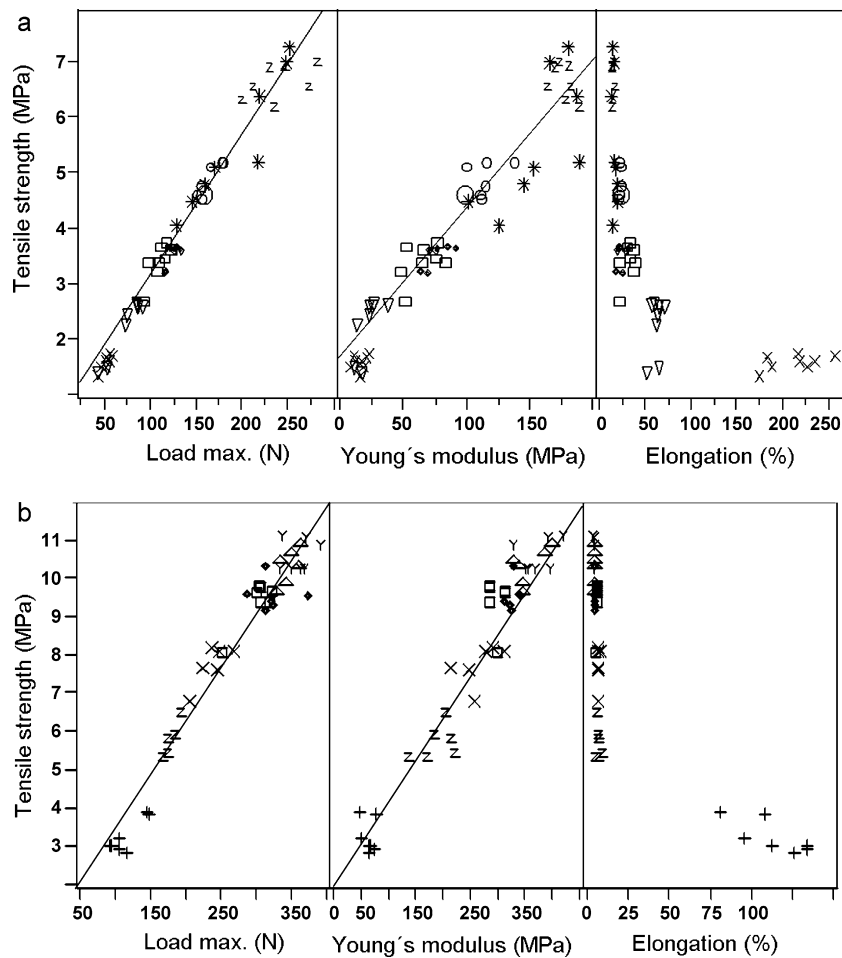 a
Tensile strength (MPa)
7
6
5
4
3
2
0 50 100 150 200 250
0 50 100 150
0 50 100 150 200 250
Load max. (N)
Young´s modulus (MPa)
Elongation (%)
b
Tensile strength (MPa)
11
10
9
8
7
6
5
4
3
50 150 250 350
50 150 250 350 450
0 25 50 75 100
Load max. (N)
Young´s modulus (MPa)
Elongation (%)